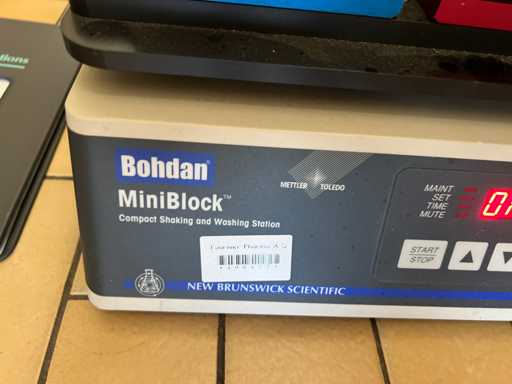 Bohdan®
MiniBlock™
Compact Shaking and Washing Station
METTLER TOLEDO
MAINT
SET
TIME
MUTE
START
STOP
NEW BRUNSWICK SCIENTIFIC